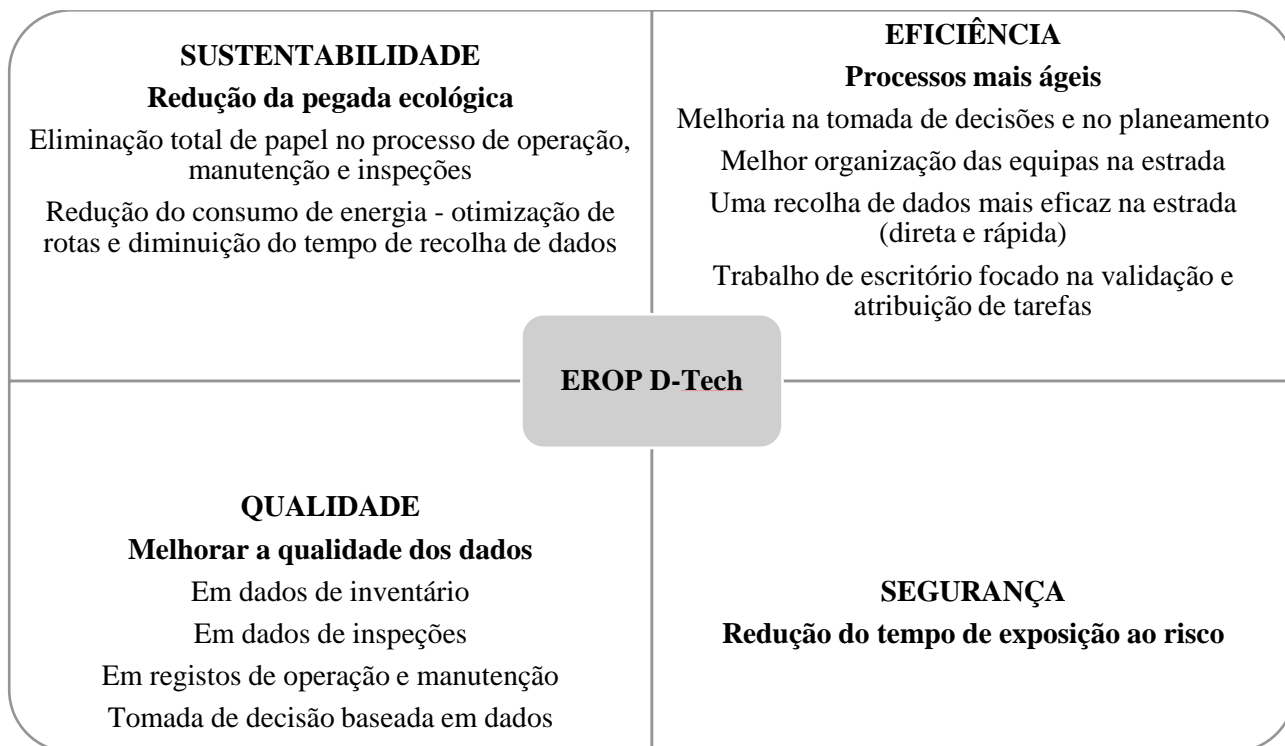 SUSTENTABILIDADE
Redução da pegada ecológica
Eliminação total de papel no processo de operação,
manutenção e inspeções
Redução do consumo de energia - otimização de
rotas e diminuição do tempo de recolha de dados
EFICIÊNCIA
Processos mais ágeis
Melhoria na tomada de decisões e no planeamento
Melhor organização das equipas na estrada
Uma recolha de dados mais eficaz na estrada
(direta e rápida)
Trabalho de escritório focado na validação e
atribuição de tarefas
EROP D-Tech
QUALIDADE
Melhorar a qualidade dos dados
Em dados de inventário
Em dados de inspeções
Em registos de operação e manutenção
Tomada de decisão baseada em dados
SEGURANÇA
Redução do tempo de exposição ao risco